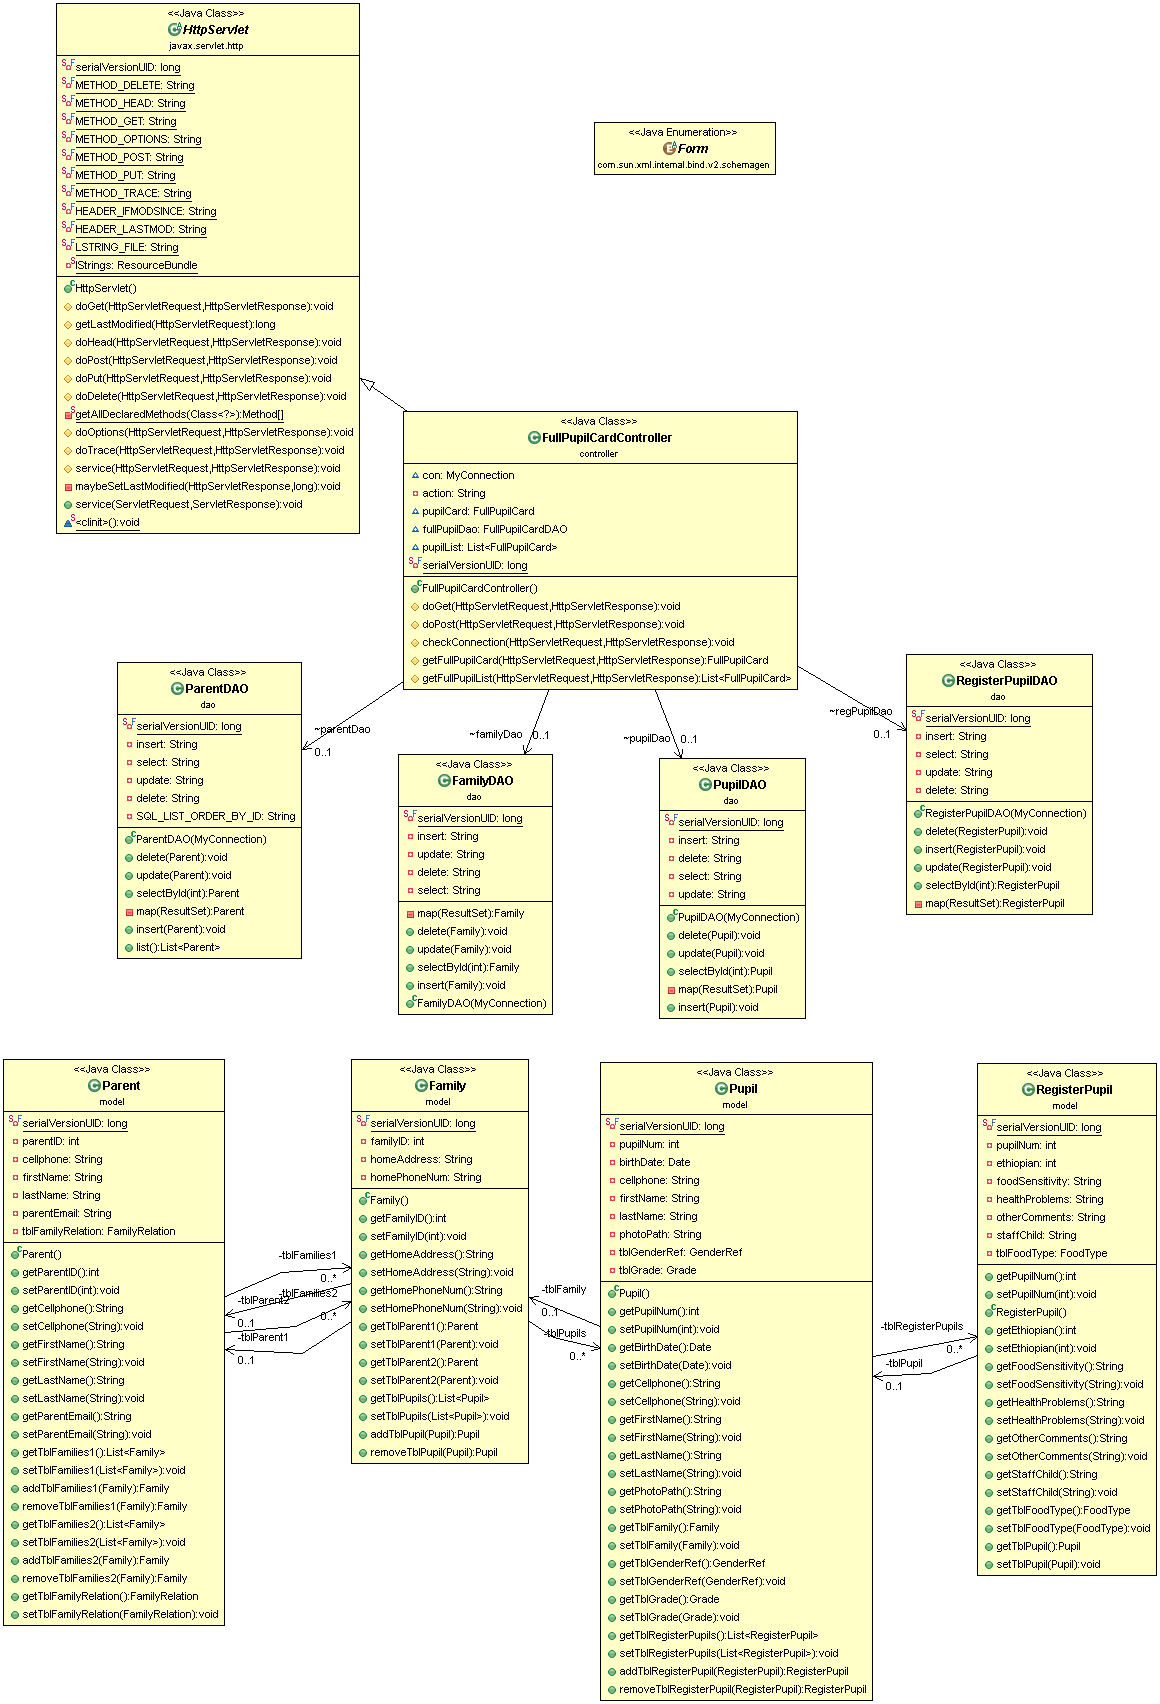 <<Java Class>>
HttpServlet
javax.servlet.http
serialVersionUID: long
METHOD_DELETE: String
METHOD_HEAD: String
METHOD_GET: String
METHOD_OPTIONS: String
METHOD_POST: String
METHOD_PUT: String
METHOD_TRACE: String
HEADER_IFMODSINCE: String
HEADER_LASTMOD: String
LSTRING_FILE: String
lStrings: ResourceBundle
HttpServlet()
doGet(HttpServletRequest,HttpServletResponse):void
getLastModified(HttpServletRequest):long
doHead(HttpServletRequest,HttpServletResponse):void
doPost(HttpServletRequest,HttpServletResponse):void
doPut(HttpServletRequest,HttpServletResponse):void
doDelete(HttpServletRequest,HttpServletResponse):void
getAllDeclaredMethods(Class<?>):Method[]
doOptions(HttpServletRequest,HttpServletResponse):void
doTrace(HttpServletRequest,HttpServletResponse):void
service(HttpServletRequest,HttpServletResponse):void
maybeSetLastModified(HttpServletResponse,long):void
service(ServletRequest,ServletResponse):void
<clinit>():void
<<Java Enumeration>>
Form
com.sun.xml.internal.bind.v2.schemagen
<<Java Class>>
FullPupilCardController
controller
con: MyConnection
action: String
pupilCard: FullPupilCard
fullPupilDao: FullPupilCardDAO
pupilList: List<FullPupilCard>
serialVersionUID: long
FullPupilCardController()
doGet(HttpServletRequest,HttpServletResponse):void
doPost(HttpServletRequest,HttpServletResponse):void
checkConnection(HttpServletRequest,HttpServletResponse):void
getFullPupilCard(HttpServletRequest,HttpServletResponse):FullPupilCard
getFullPupilList(HttpServletRequest,HttpServletResponse):List<FullPupilCard>
~parentDao
0..1
~familyDao
0..1
~pupilDao
0..1
~regPupilDao
0..1
<<Java Class>>
ParentDAO
dao
serialVersionUID: long
insert: String
select: String
update: String
delete: String
SQL_LIST_ORDER_BY_ID: String
ParentDAO(MyConnection)
delete(Parent):void
update(Parent):void
selectById(int):Parent
map(ResultSet):Parent
insert(Parent):void
list():List<Parent>
<<Java Class>>
FamilyDAO
dao
serialVersionUID: long
insert: String
update: String
delete: String
select: String
map(ResultSet):Family
delete(Family):void
update(Family):void
selectById(int):Family
insert(Family):void
FamilyDAO(MyConnection)
<<Java Class>>
PupilDAO
dao
serialVersionUID: long
insert: String
delete: String
select: String
update: String
PupilDAO(MyConnection)
delete(Pupil):void
update(Pupil):void
selectById(int):Pupil
map(ResultSet):Pupil
insert(Pupil):void
<<Java Class>>
RegisterPupilDAO
dao
serialVersionUID: long
insert: String
select: String
update: String
delete: String
RegisterPupilDAO(MyConnection)
delete(RegisterPupil):void
insert(RegisterPupil):void
update(RegisterPupil):void
selectById(int):RegisterPupil
map(ResultSet):RegisterPupil
<<Java Class>>
Parent
model
serialVersionUID: long
parentID: int
cellphone: String
firstName: String
lastName: String
parentEmail: String
tblFamilyRelation: FamilyRelation
Parent()
getParentID():int
setParentID(int):void
getCellphone():String
setCellphone(String):void
getFirstName():String
setFirstName(String):void
getLastName():String
setLastName(String):void
getParentEmail():String
setParentEmail(String):void
getTblFamilies1():List<Family>
setTblFamilies1(List<Family>):void
addTblFamilies1(Family):Family
removeTblFamilies1(Family):Family
getTblFamilies2():List<Family>
setTblFamilies2(List<Family>):void
addTblFamilies2(Family):Family
removeTblFamilies2(Family):Family
getTblFamilyRelation():FamilyRelation
setTblFamilyRelation(FamilyRelation):void
-tblFamilies1
0..*
-tblFamilies2
-tblParent2
0..1
0..*
-tblParent1
0..1
<<Java Class>>
Family
model
serialVersionUID: long
familyID: int
homeAddress: String
homePhoneNum: String
Family()
getFamilyID():int
setFamilyID(int):void
getHomeAddress():String
setHomeAddress(String):void
getHomePhoneNum():String
setHomePhoneNum(String):void
getTblParent1():Parent
setTblParent1(Parent):void
getTblParent2():Parent
setTblParent2(Parent):void
getTblPupils():List<Pupil>
setTblPupils(List<Pupil>):void
addTblPupil(Pupil):Pupil
removeTblPupil(Pupil):Pupil
-tblFamily
0..1
-tblPupils
0..*
<<Java Class>>
Pupil
model
serialVersionUID: long
pupilNum: int
birthDate: Date
cellphone: String
firstName: String
lastName: String
photoPath: String
tblGenderRef: GenderRef
tblGrade: Grade
Pupil()
getPupilNum():int
setPupilNum(int):void
getBirthDate():Date
setBirthDate(Date):void
getCellphone():String
setCellphone(String):void
getFirstName():String
setFirstName(String):void
getLastName():String
setLastName(String):void
getPhotoPath():String
setPhotoPath(String):void
getTblFamily():Family
setTblFamily(Family):void
getTblGenderRef():GenderRef
setTblGenderRef(GenderRef):void
getTblGrade():Grade
setTblGrade(Grade):void
getTblRegisterPupils():List<RegisterPupil>
setTblRegisterPupils(List<RegisterPupil>):void
addTblRegisterPupil(RegisterPupil):RegisterPupil
removeTblRegisterPupil(RegisterPupil):RegisterPupil
-tblRegisterPupils
0..*
-tblPupil
0..1
<<Java Class>>
RegisterPupil
model
serialVersionUID: long
pupilNum: int
ethiopian: int
foodSensitivity: String
healthProblems: String
otherComments: String
staffChild: String
tblFoodType: FoodType
getPupilNum():int
setPupilNum(int):void
RegisterPupil()
getEthiopian():int
setEthiopian(int):void
getFoodSensitivity():String
setFoodSensitivity(String):void
getHealthProblems():String
setHealthProblems(String):void
getOtherComments():String
setOtherComments(String):void
getStaffChild():String
setStaffChild(String):void
getTblFoodType():FoodType
setTblFoodType(FoodType):void
getTblPupil():Pupil
setTblPupil(Pupil):void